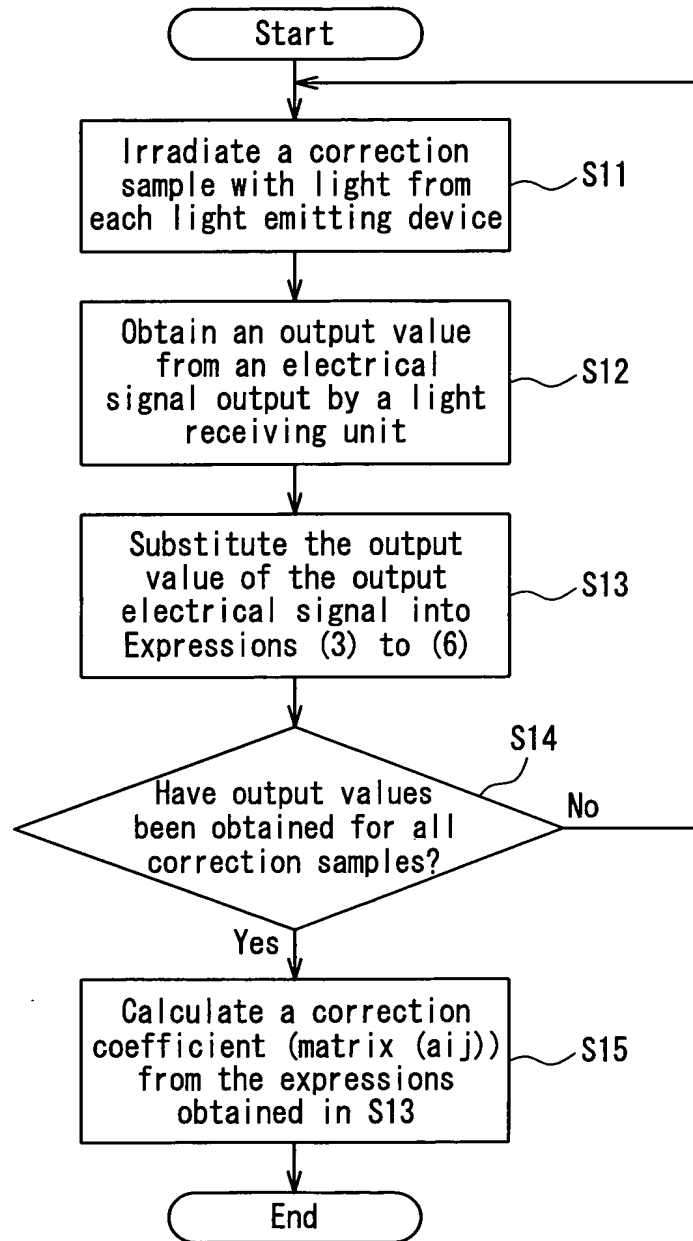 Start
Irradiate a correction
sample with light from
each light emitting device
S11
Obtain an output value
from an electrical
signal output by a light
receiving unit
S12
Substitute the output
value of the output
electrical signal into
Expressions (3) to (6)
S13
S14
Have output values
been obtained for all
correction samples?
No
Yes
Calculate a correction
coefficient (matrix (aij))
from the expressions
obtained in S13
S15
End